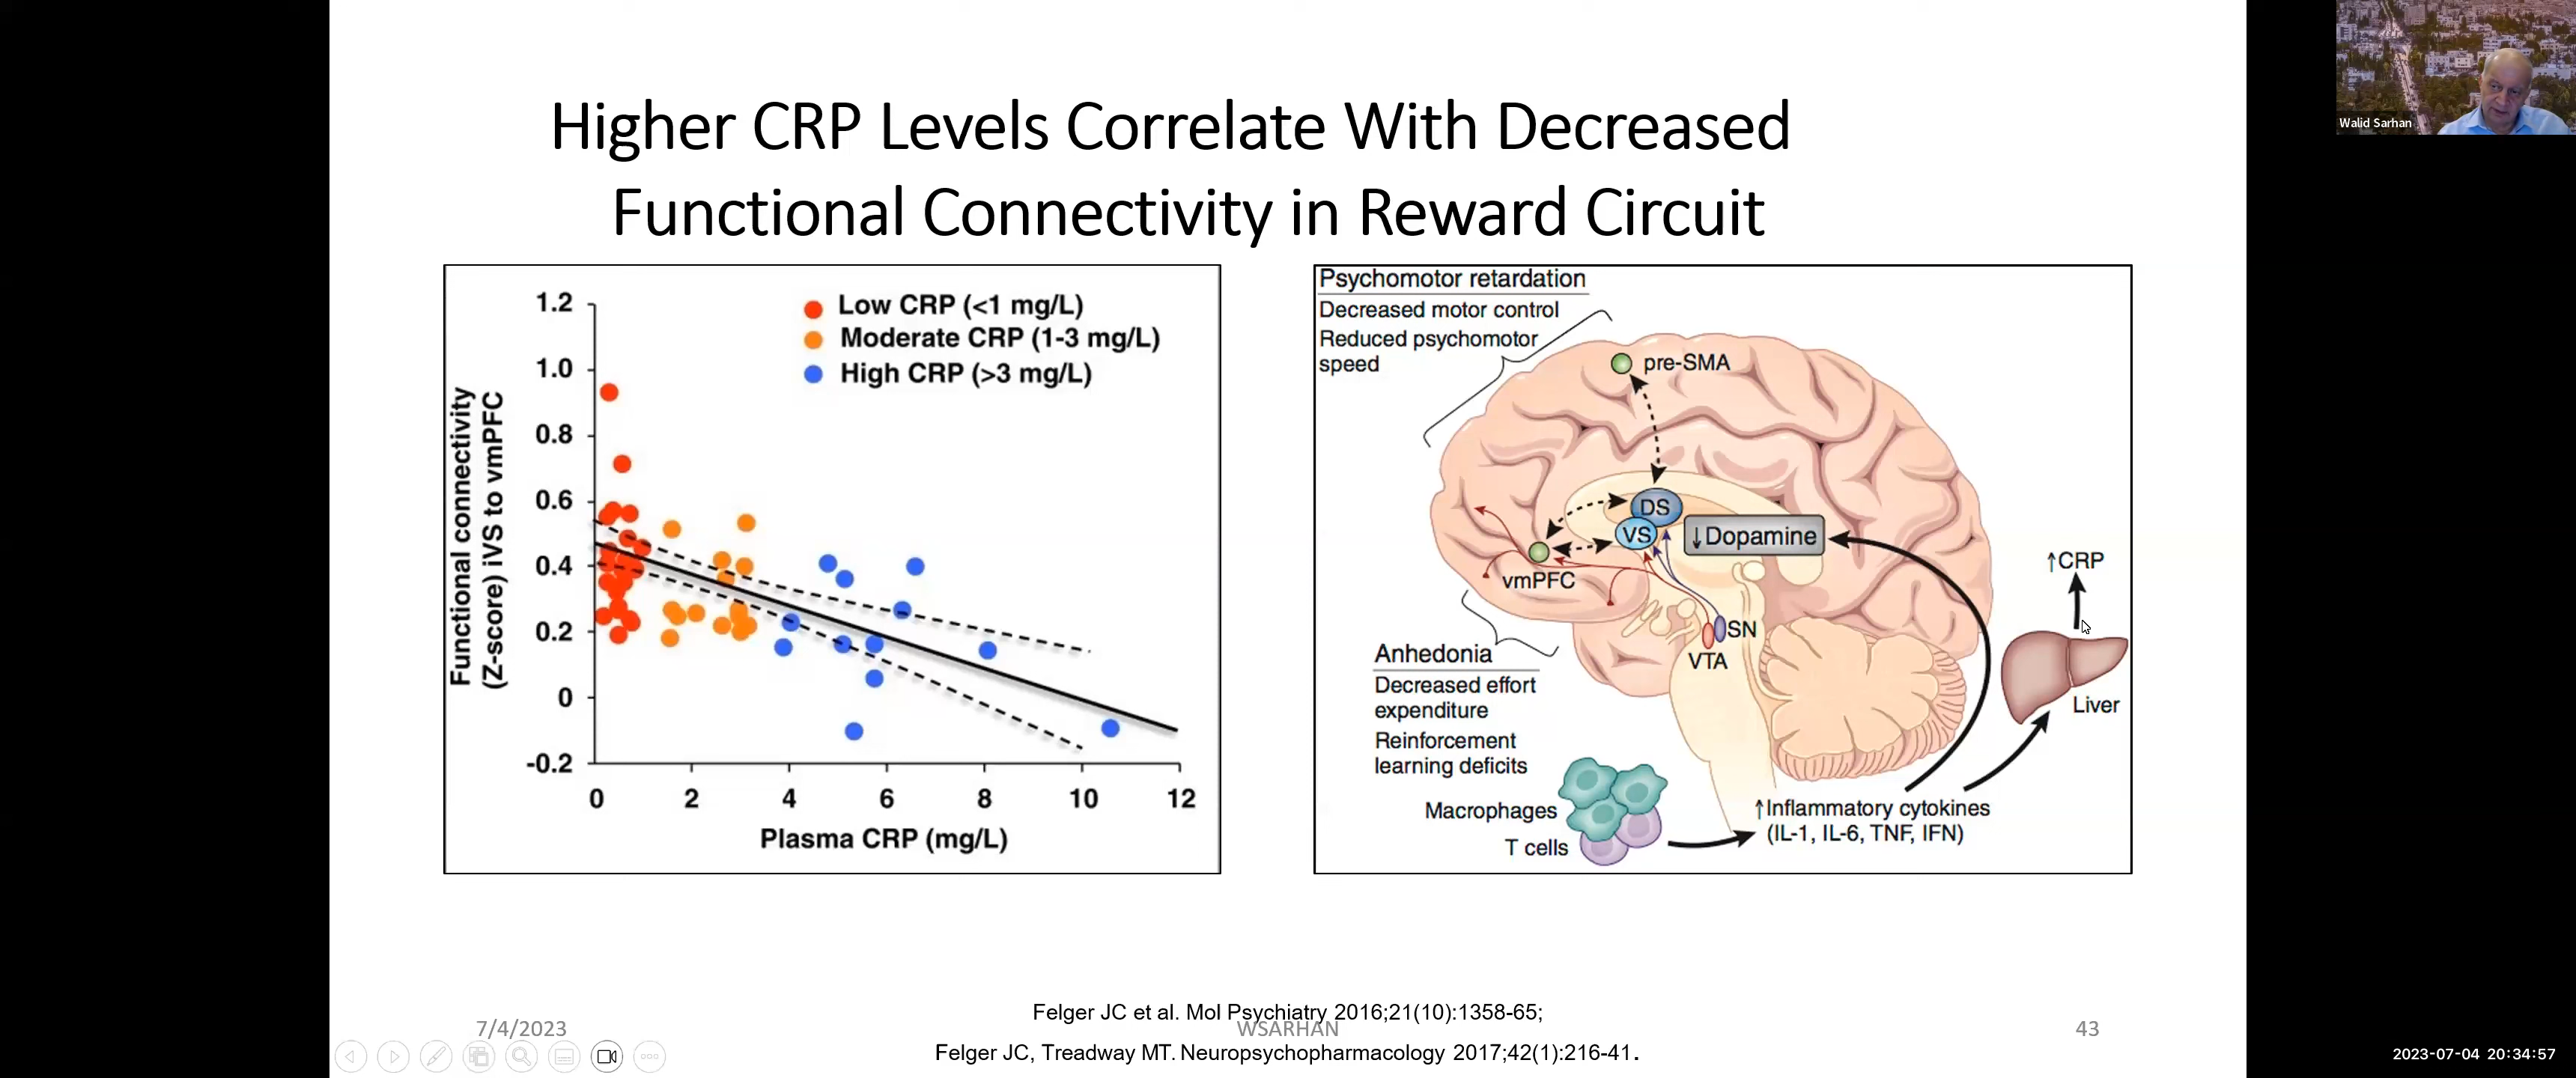 Higher CRP Levels Correlate With Decreased
Functional Connectivity in Reward Circuit
Walid Sarhan
Functional connectivity
(Z-score) iVS to vmPFC
1.2
1.0
0.8
0.6
0.4
0.2
0
-0.2
Low CRP (<1 mg/L)
Moderate CRP (1-3 mg/L)
High CRP (>3 mg/L)
0 2 4 6 8 10 12
Plasma CRP (mg/L)
Psychomotor retardation
Decreased motor control
Reduced psychomotor
speed
pre-SMA
DS
VS
↓Dopamine
vmPFC
SN
VTA
↑CRP
Liver
Anhedonia
Decreased effort
expenditure
Reinforcement
learning deficits
Macrophages
T cells
↑Inflammatory cytokines
(IL-1, IL-6, TNF, IFN)
Felger JC et al. Mol Psychiatry 2016;21(10):1358-65;
7/4/2023
WSARHAN
43
Felger JC, Treadway MT. Neuropsychopharmacology 2017;42(1):216-41.
2023-07-04 20:34:57